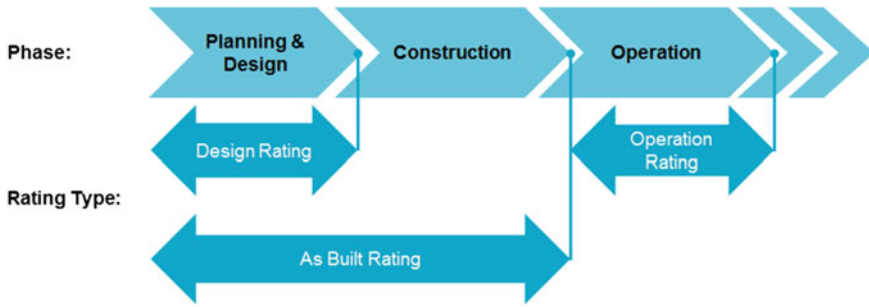 Phase:
Planning &
Design
Construction
Operation
Design Rating
Operation
Rating
Rating Type:
As Built Rating